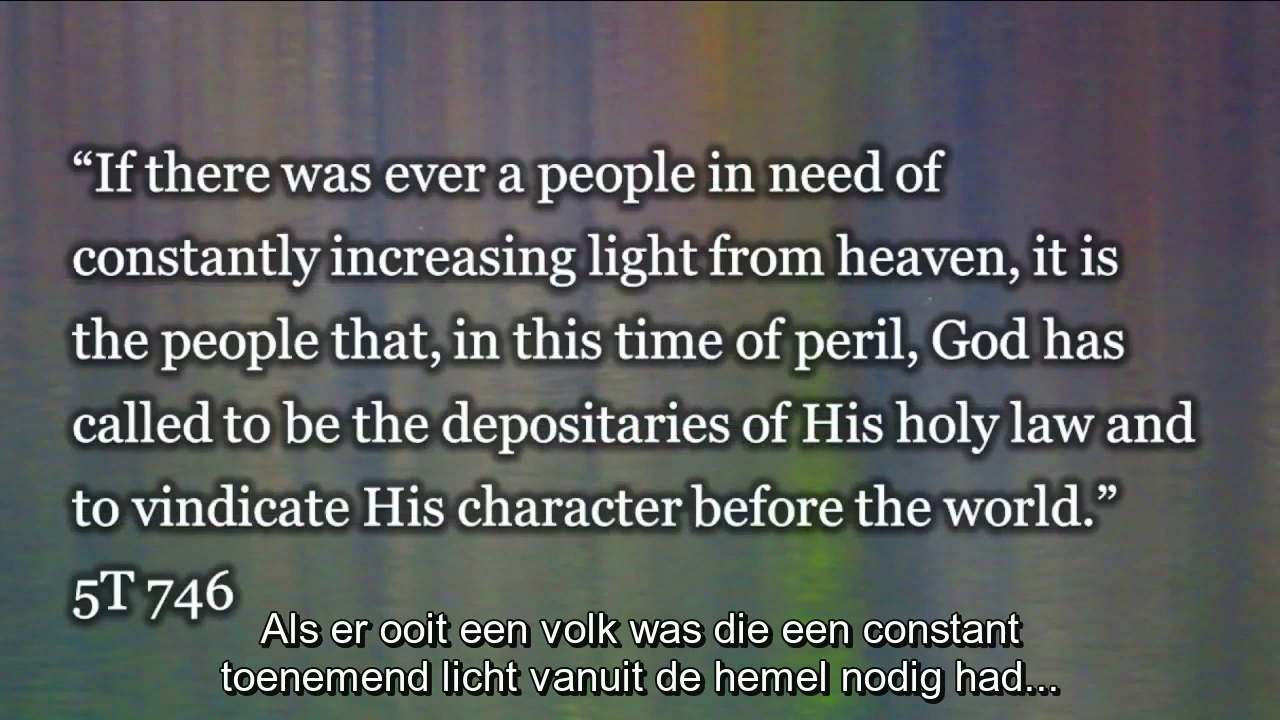 “If there was ever a people in need of
constantly increasing light from heaven, it is
the people that, in this time of peril, God has
called to be the depositaries of His holy law and
to vindicate His character before the world.”
5T 746
Als er ooit een volk was die een constant
toenemend licht vanuit de hemel nodig had...